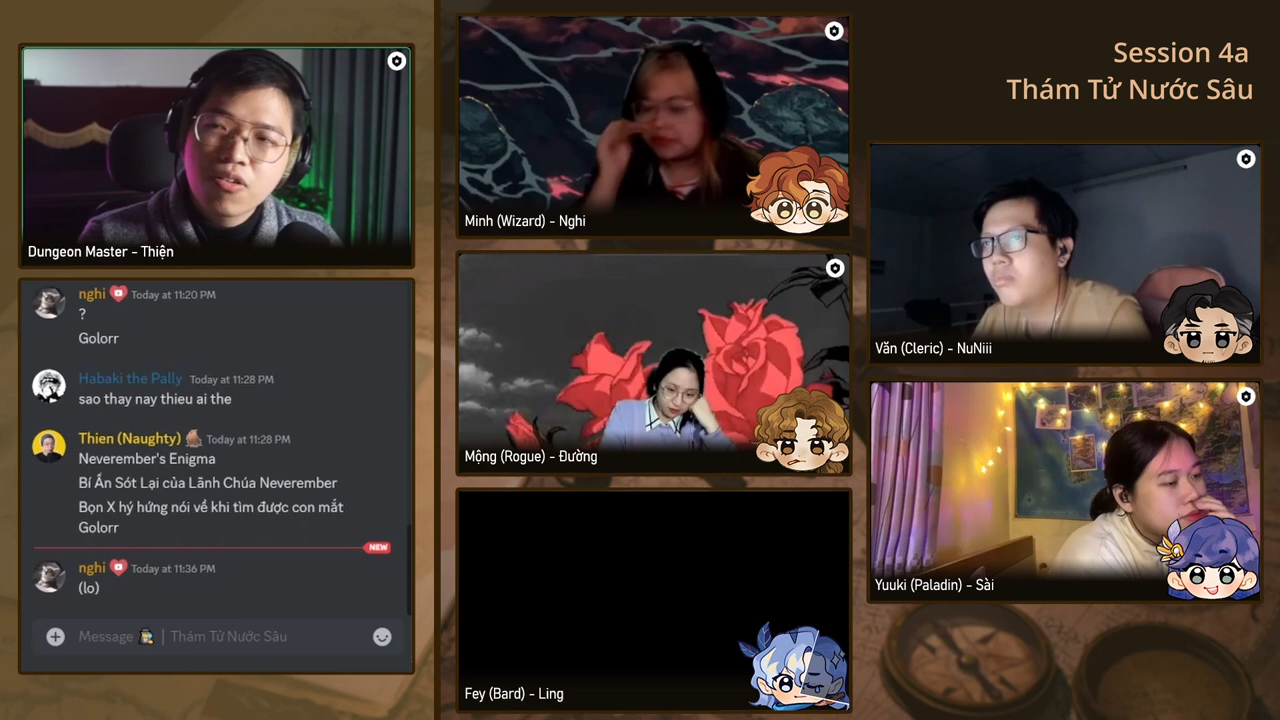 Session 4a
Thám Tử Nước Sâu
Dungeon Master - Thiện
nghi Today at 11:20 PM
?
Golorr
Habaki the Pally Today at 11:28 PM
sao thay nay thieu ai the
Thien (Naughty) Today at 11:28 PM
Neverember's Enigma
Bí Ẩn Sót Lại của Lãnh Chúa Neverember
Bọn X hý hứng nói về khi tìm được con mắt
Golorr
NEW
nghi Today at 11:36 PM
(lo)
Message | Thám Tử Nước Sâu
Minh (Wizard) - Nghi
Mộng (Rogue) - Đường
Fey (Bard) - Ling
Văn (Cleric) - NuNiii
Yuuki (Paladin) - Sài